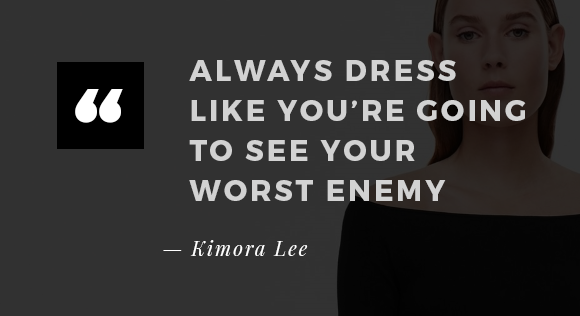 “
ALWAYS DRESS
LIKE YOU’RE GOING
TO SEE YOUR
WORST ENEMY
— Kimora Lee